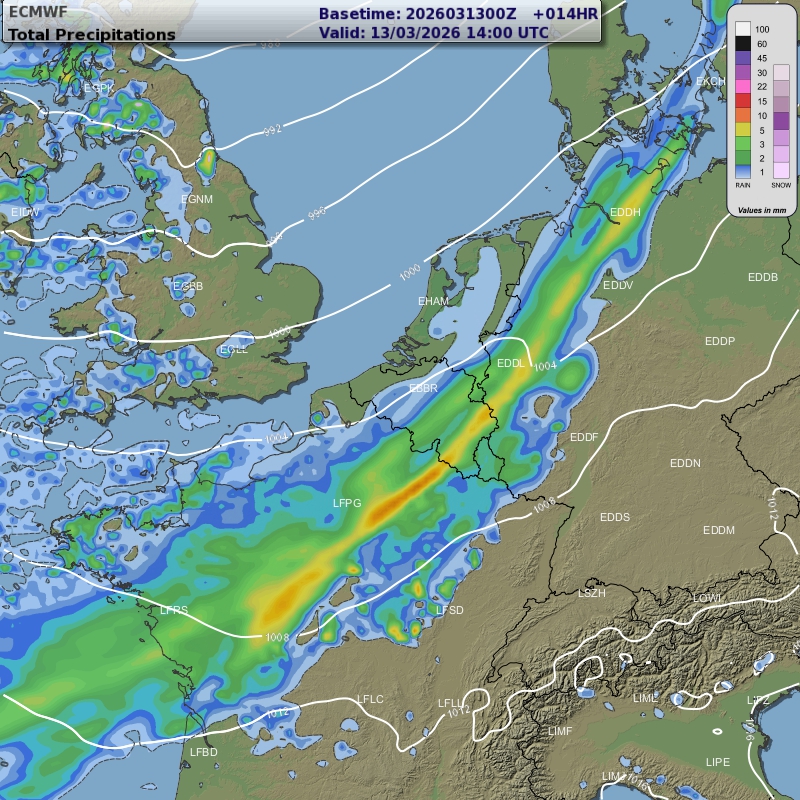 ECMWF
Basetime: 2026031300Z +014HR
Total Precipitations
Valid: 13/03/2026 14:00 UTC
100
60
45
30
22
15
10
5
3
2
1
RAIN SNOW
Values in mm
992
996
1000
1000
1004
1004
1008
1008
1012
1012
1012
1016
1016
EGPK
EKCH
EGNM
EIDW
EDDH
EGBB
EDDV
EDDB
EHAM
EDDP
EGLL
EDDL
EBBR
EDDF
EDDN
LFPG
EDDS
EDDM
LSZH
LOWI
LFRS
LFSD
LFLC
LFLL
LIML
LIPZ
LIMF
LFBD
LIPE
LIMJ